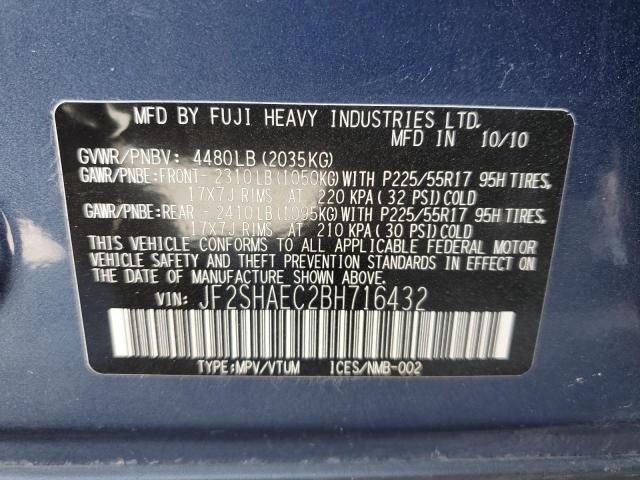 MFD BY FUJI HEAVY INDUSTRIES LTD.
MFD IN 10/10
GVWR/PNBV: 4480LB(2035KG)
GAWR/PNBE:FRONT- 2310LB(1050KG)WITH P225/55R17 95H TIRES,
17X7J RIMS AT 220 KPA(32 PSI)COLD
GAWR/PNBE:REAR - 2410LB(1095KG)WITH P225/55R17 95H TIRES,
17X7J RIMS AT 210 KPA(30 PSI)COLD
THIS VEHICLE CONFORMS TO ALL APPLICABLE FEDERAL MOTOR
VEHICLE SAFETY AND THEFT PREVENTION STANDARDS IN EFFECT ON
THE DATE OF MANUFACTURE SHOWN ABOVE.
VIN: JF2SHAEC2BH716432
TYPE:MPV/VTUM ICES/NMB-002